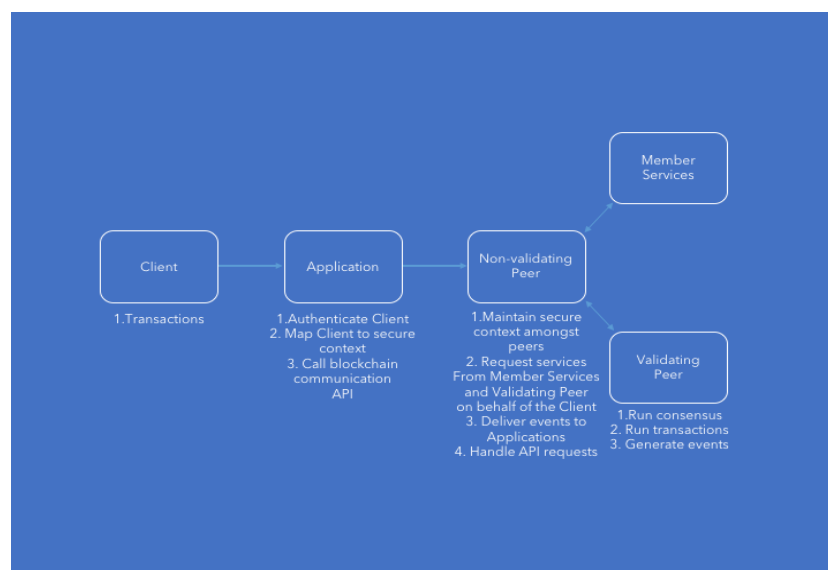 Member
Services
Client
Application
Non-validating
Peer
1.Transactions
1.Authenticate Client
2. Map Client to secure
context
3. Call blockchain
communication
API
1.Maintain secure
context amongst
peers
2. Request services
From Member Services
and Validating Peer
on behalf of the Client
3. Deliver events to
Applications
4. Handle API requests
Validating
Peer
1.Run consensus
2. Run transactions
3. Generate events